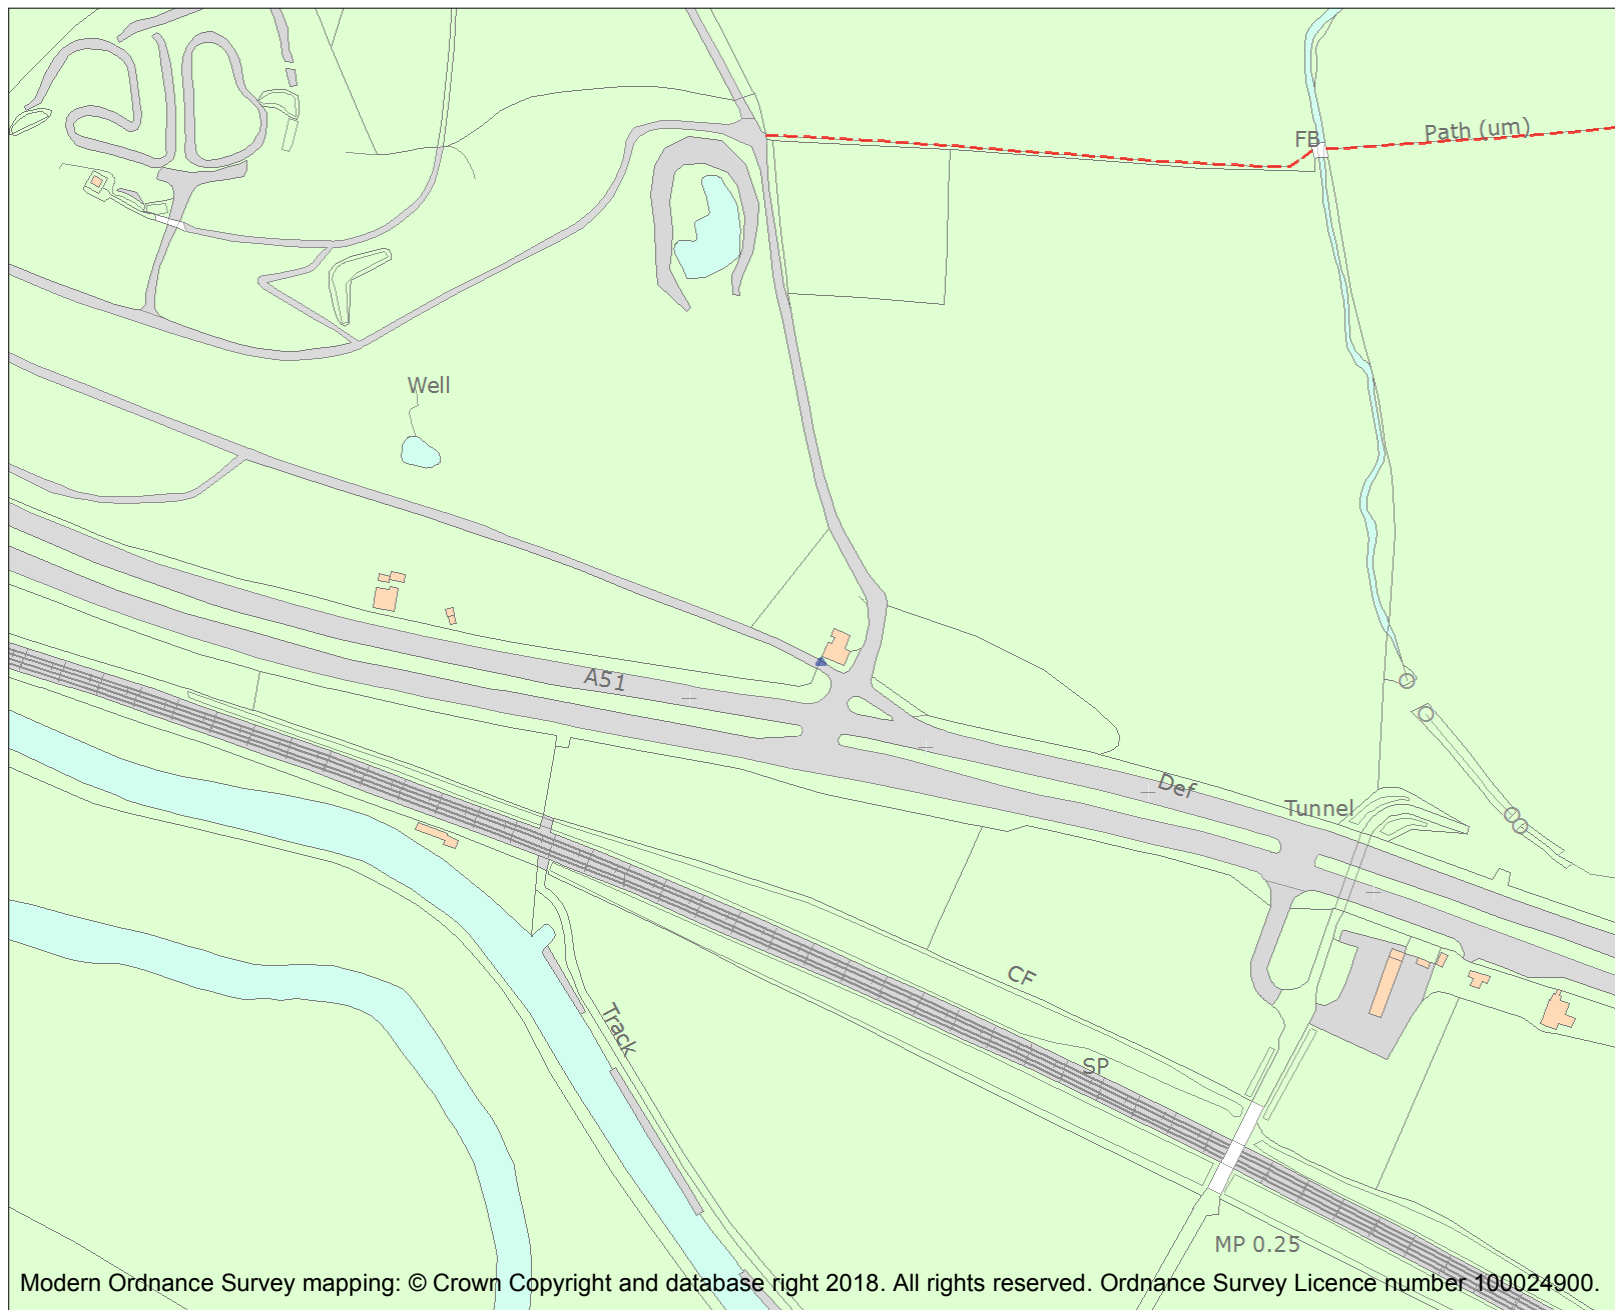 FB
Path (um)
Well
A51
Def
Tunnel
CF
Track
SP
MP 0.25
Modern Ordnance Survey mapping: © Crown Copyright and database right 2018. All rights reserved. Ordnance Survey Licence number 100024900.